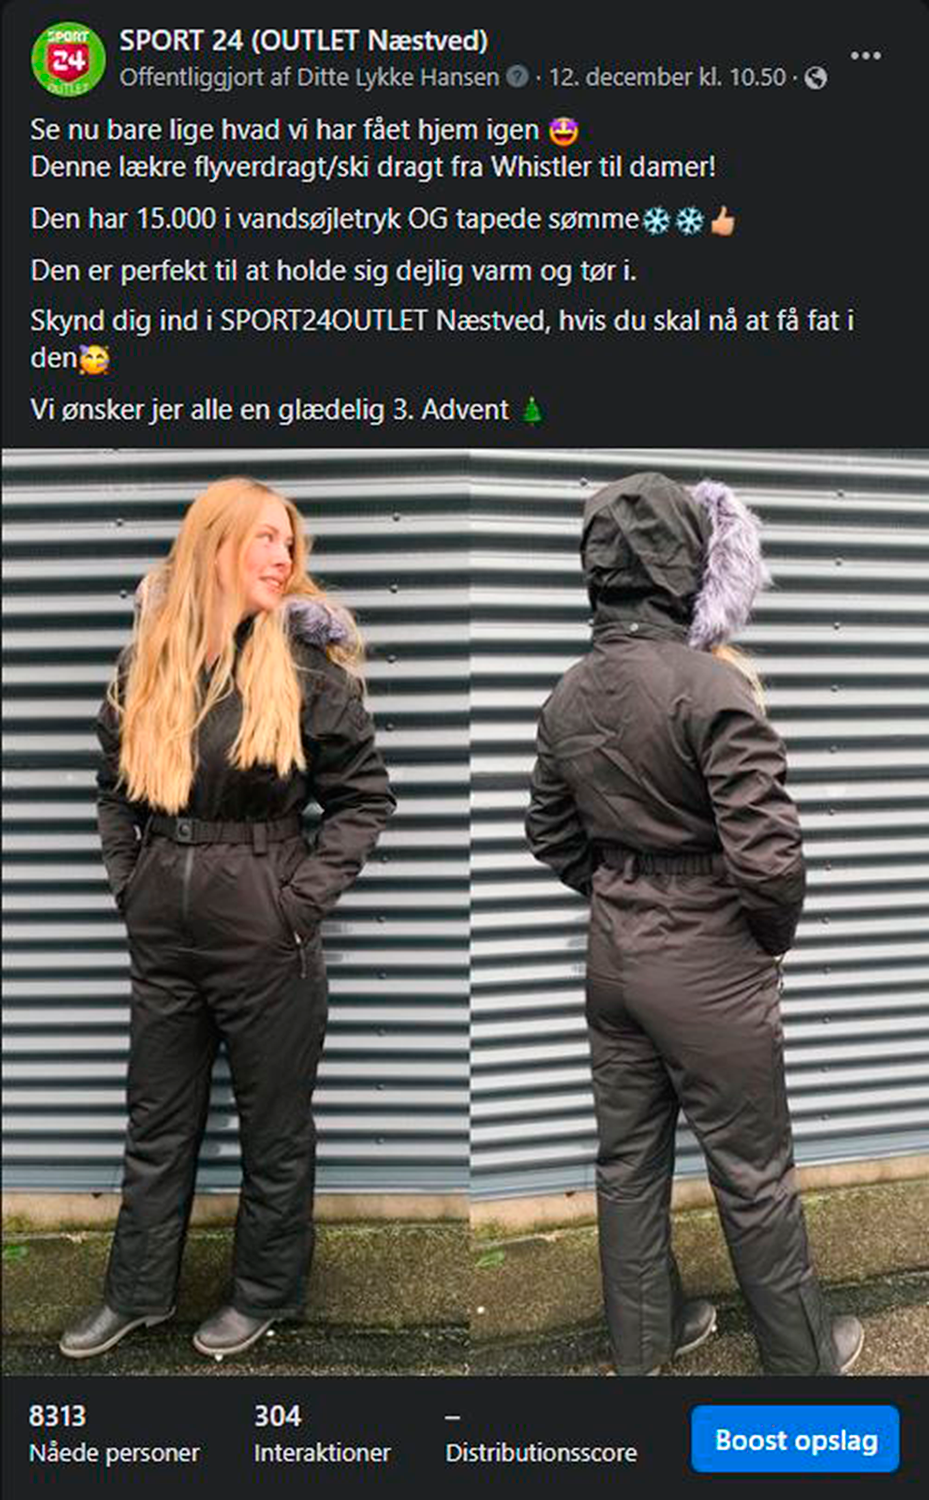 SPORT
24
OUTLET
SPORT 24 (OUTLET Næstved)
Offentliggjort af Ditte Lykke Hansen ? · 12. december kl. 10.50 ·
Se nu bare lige hvad vi har fået hjem igen 🤩
Denne lækre flyverdragt/ski dragt fra Whistler til damer!
Den har 15.000 i vandsøjletryk OG tapede sømme❄❄👍🏼
Den er perfekt til at holde sig dejlig varm og tør i.
Skynd dig ind i SPORT24OUTLET Næstved, hvis du skal nå at få fat i
den🥳
Vi ønsker jer alle en glædelig 3. Advent 🎄
8313 304 –
Nåede personer Interaktioner Distributionsscore
Boost opslag